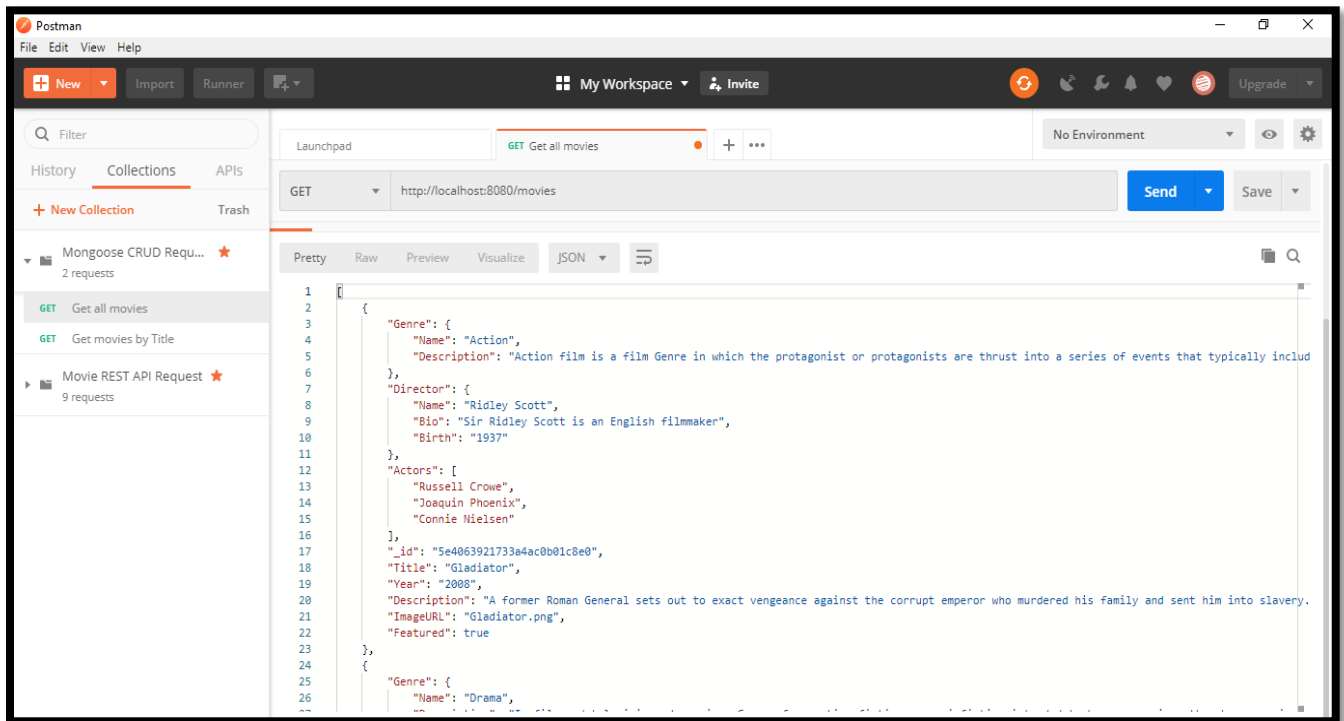 Postman
File Edit View Help
New Import Runner My Workspace Invite Upgrade
Filter
History Collections APIs
+ New Collection Trash
Mongoose CRUD Requ...
2 requests
GET Get all movies
GET Get movies by Title
Movie REST API Request
9 requests
Launchpad GET Get all movies + ••• No Environment
GET http://localhost:8080/movies Send Save
Pretty Raw Preview Visualize JSON
1 [
2 {
3 "Genre": {
4 "Name": "Action",
5 "Description": "Action film is a film Genre in which the protagonist or protagonists are thrust into a series of events that typically includ
6 },
7 "Director": {
8 "Name": "Ridley Scott",
9 "Bio": "Sir Ridley Scott is an English filmmaker",
10 "Birth": "1937"
11 },
12 "Actors": [
13 "Russell Crowe",
14 "Joaquin Phoenix",
15 "Connie Nielsen"
16 ],
17 "_id": "5e4063921733a4ac0b01c8e0",
18 "Title": "Gladiator",
19 "Year": "2008",
20 "Description": "A former Roman General sets out to exact vengeance against the corrupt emperor who murdered his family and sent him into slavery.
21 "ImageURL": "Gladiator.png",
22 "Featured": true
23 },
24 {
25 "Genre": {
26 "Name": "Drama",